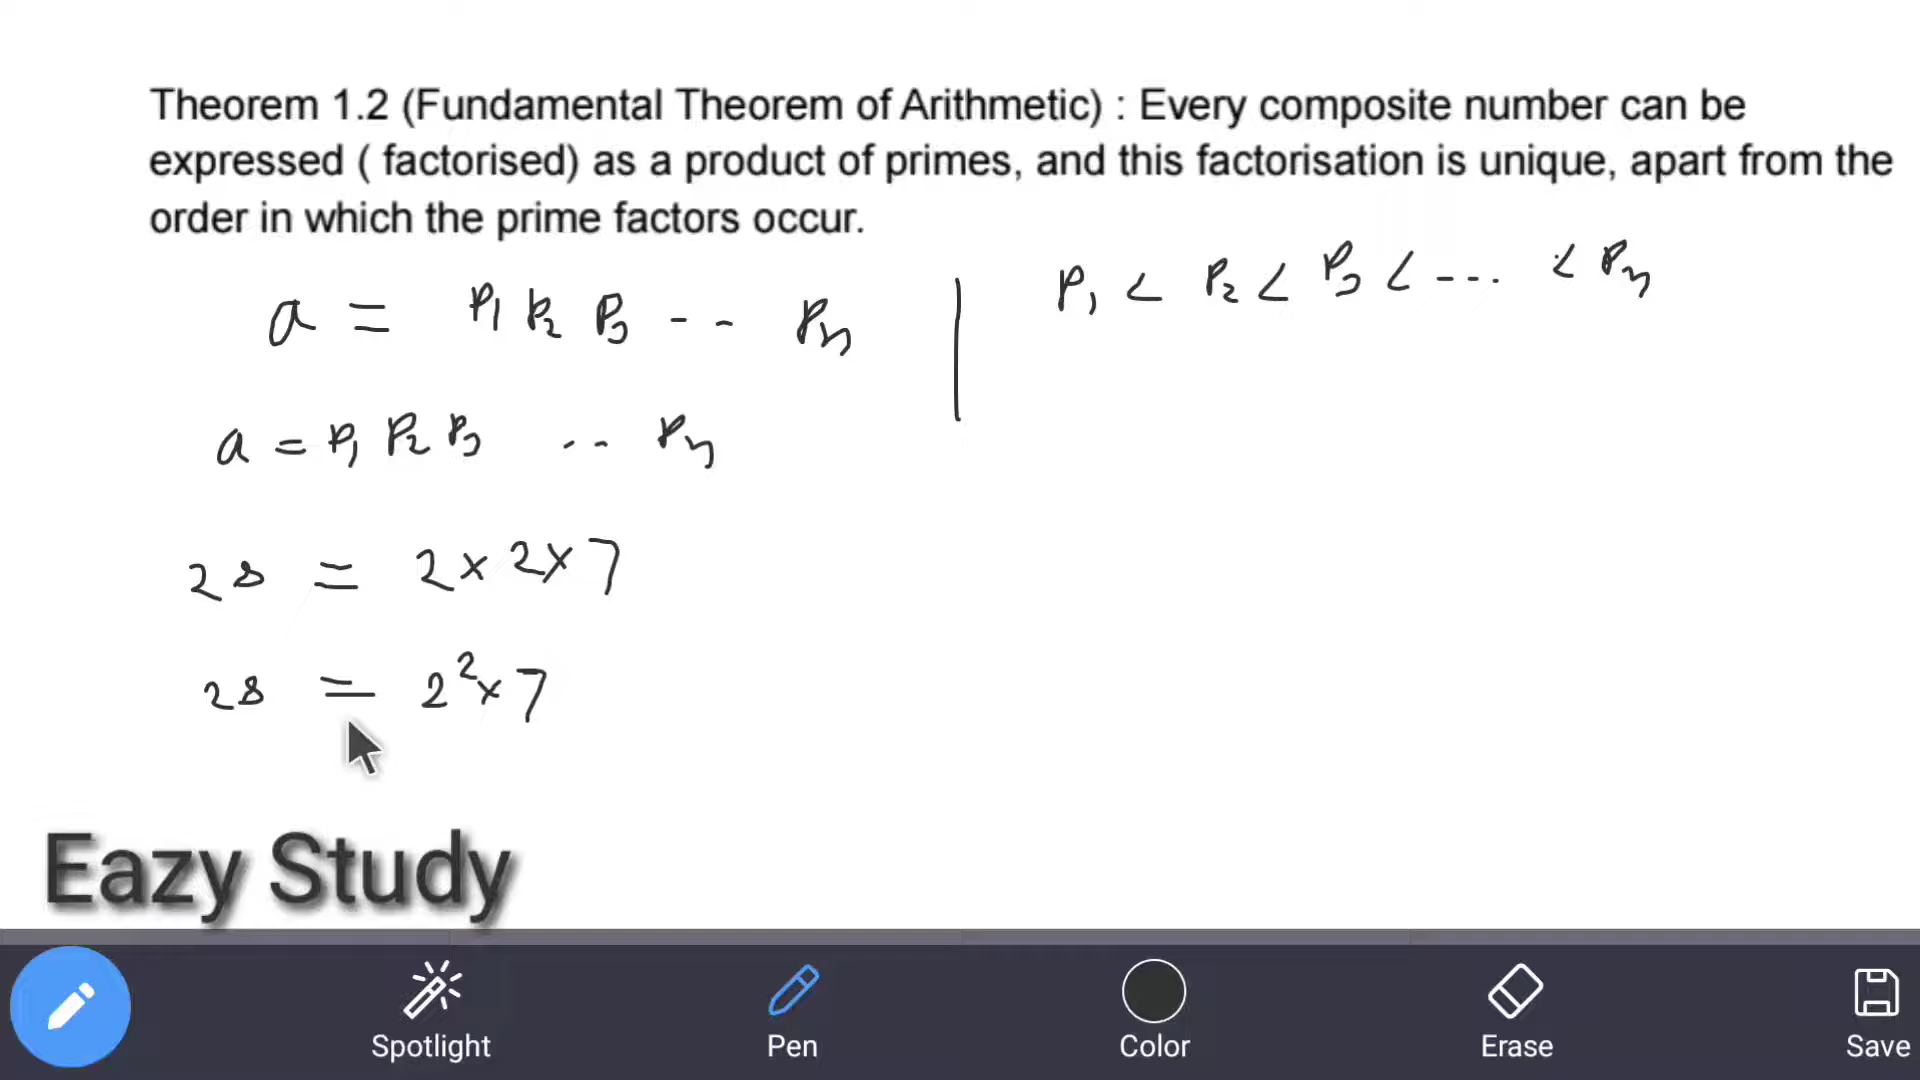 Theorem 1.2 (Fundamental Theorem of Arithmetic) : Every composite number can be
expressed ( factorised) as a product of primes, and this factorisation is unique, apart from the
order in which the prime factors occur.
a = p₁ p₂ p₃ -- pₙ
p₁ < p₂ < p₃ < --- < pₙ
a = p₁ p₂ p₃ -- pₙ
28 = 2 × 2 × 7
28 = 2² × 7
Eazy Study
Spotlight
Pen
Color
Erase
Save